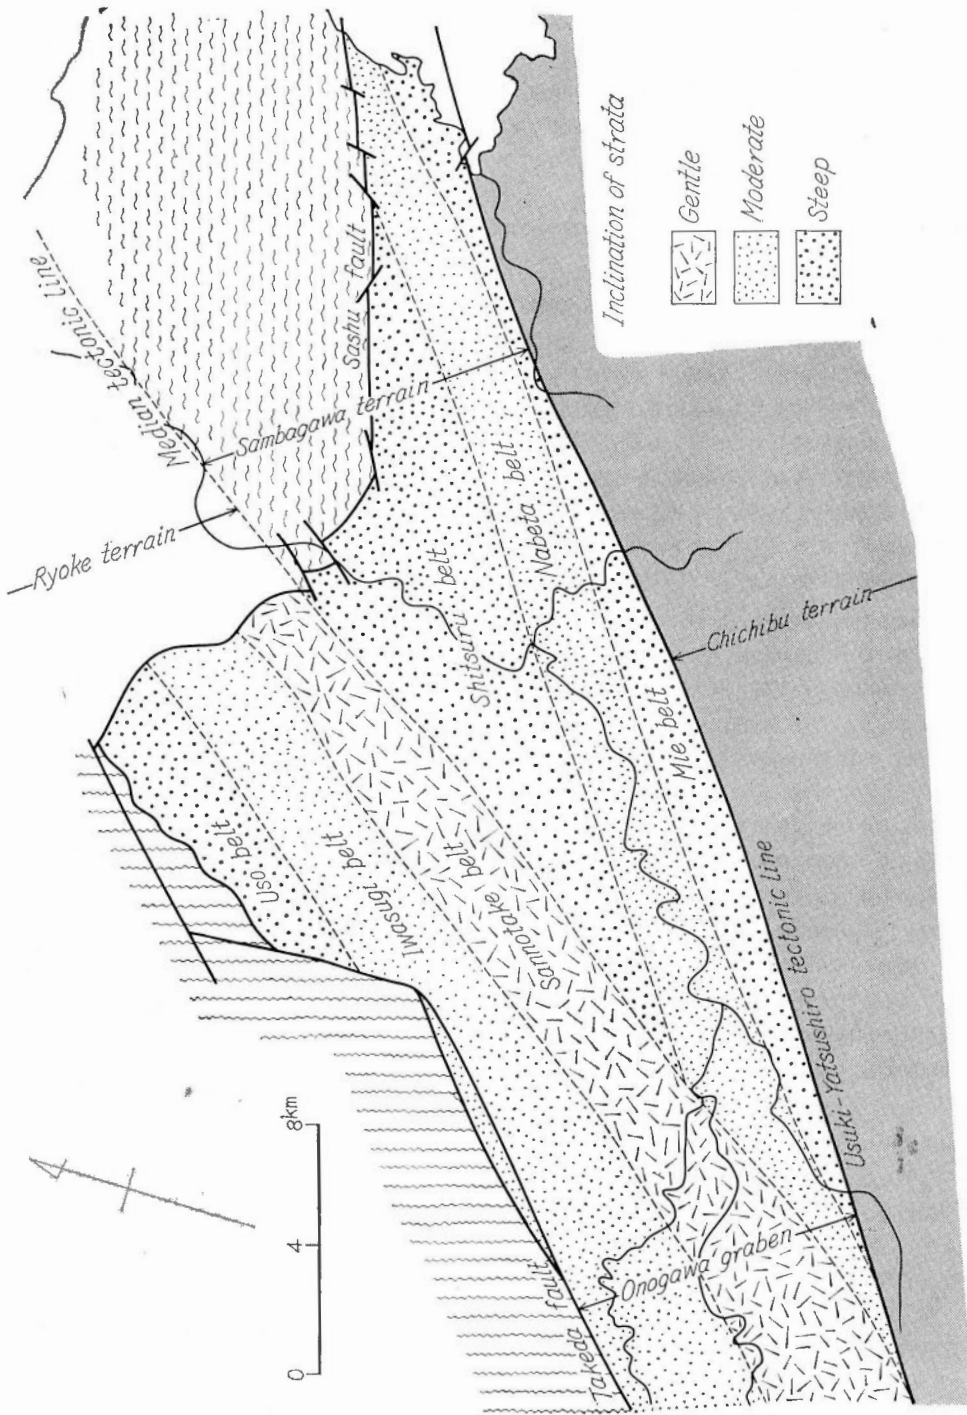 Median tectonic line
Sashu fault
Sambagawa terrain
Ryoke terrain
Inclination of strata
Gentle
Moderate
Steep
Shitsuru belt
Nabeta belt
Mie belt
Chichibu terrain
Uso belt
Iwasugi belt
Sannotake belt
Usuki-Yatsushiro tectonic line
Onogawa graben
Takeda fault
0 4 8km